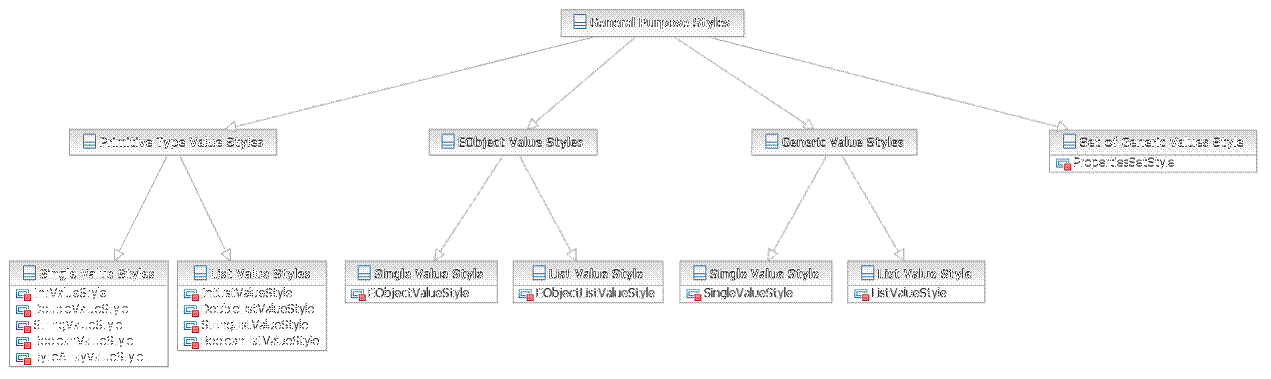 General Purpose Styles
Primitive Type Value Styles
EObject Value Styles
Generic Value Styles
Set of Generic Values Style
PropertiesSetStyle
Single Value Styles
IntValueStyle
DoubleValueStyle
StringValueStyle
BooleanValueStyle
ByteArrayValueStyle
List Value Styles
IntListValueStyle
DoubleListValueStyle
StringListValueStyle
BooleanListValueStyle
Single Value Style
EObjectValueStyle
List Value Style
EObjectListValueStyle
Single Value Style
SingleValueStyle
List Value Style
ListValueStyle